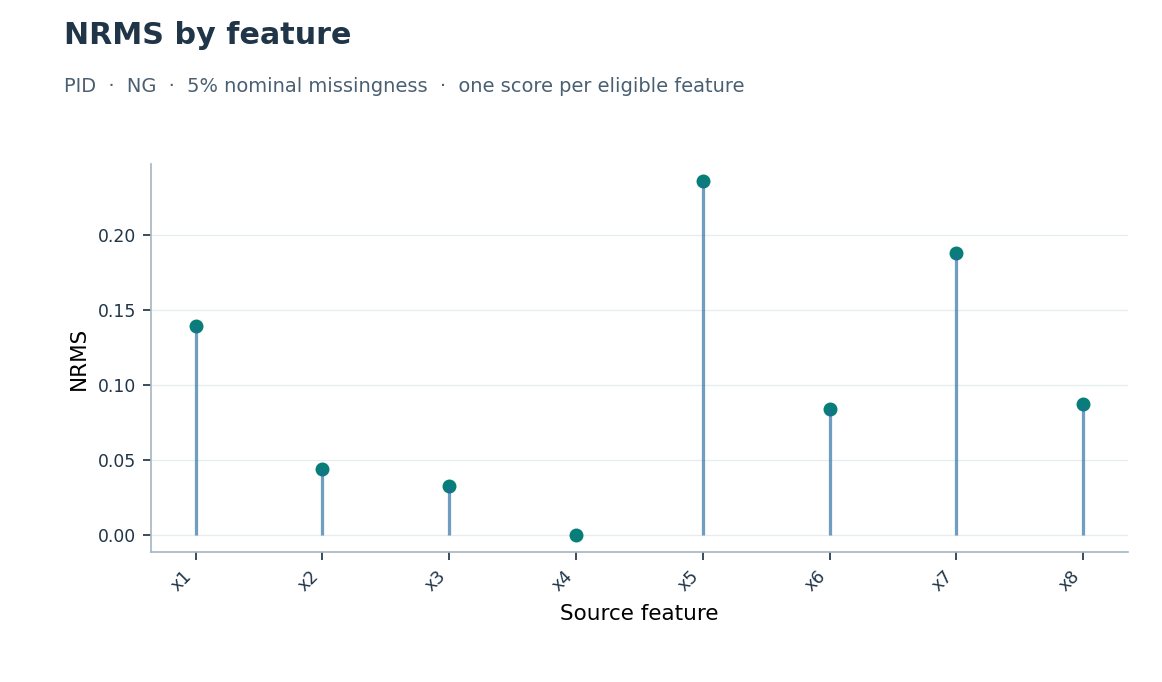 NRMS by feature
PID · NG · 5% nominal missingness · one score per eligible feature
NRMS
0.20
0.15
0.10
0.05
0.00
x1 x2 x3 x4 x5 x6 x7 x8
Source feature